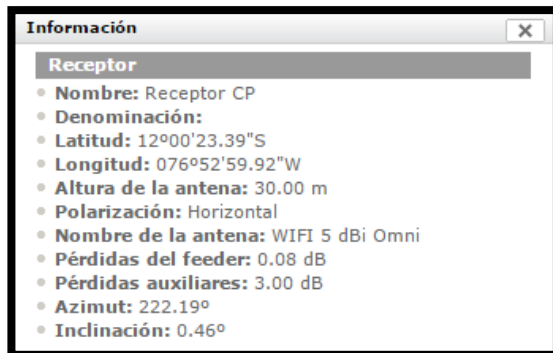 Información
Receptor
Nombre: Receptor CP
Denominación:
Latitud: 12º00'23.39"S
Longitud: 076º52'59.92"W
Altura de la antena: 30.00 m
Polarización: Horizontal
Nombre de la antena: WIFI 5 dBi Omni
Pérdidas del feeder: 0.08 dB
Pérdidas auxiliares: 3.00 dB
Azimut: 222.19º
Inclinación: 0.46º